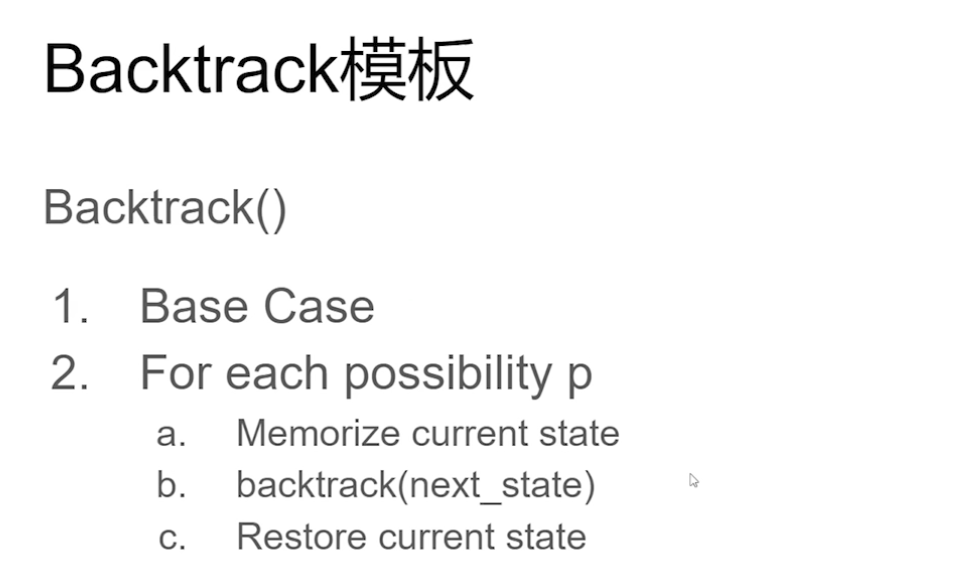 Backtrack模板
Backtrack()
1. Base Case
2. For each possibility p
a. Memorize current state
b. backtrack(next_state)
c. Restore current state